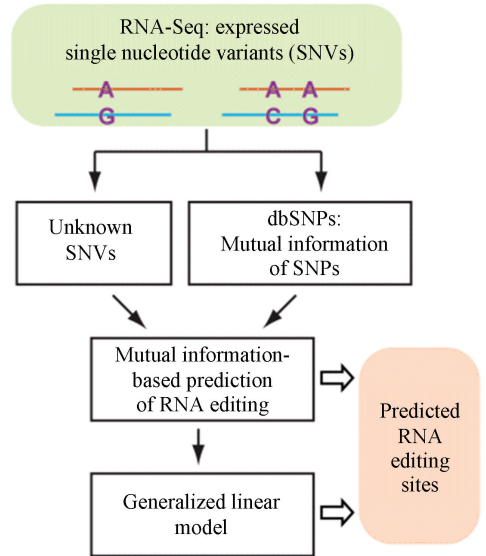 RNA-Seq: expressed
single nucleotide variants (SNVs)
A
A A
G
C G
Unknown
SNVs
dbSNPs:
Mutual information
of SNPs
Mutual information-
based prediction
of RNA editing
Predicted
RNA
editing
sites
Generalized linear
model